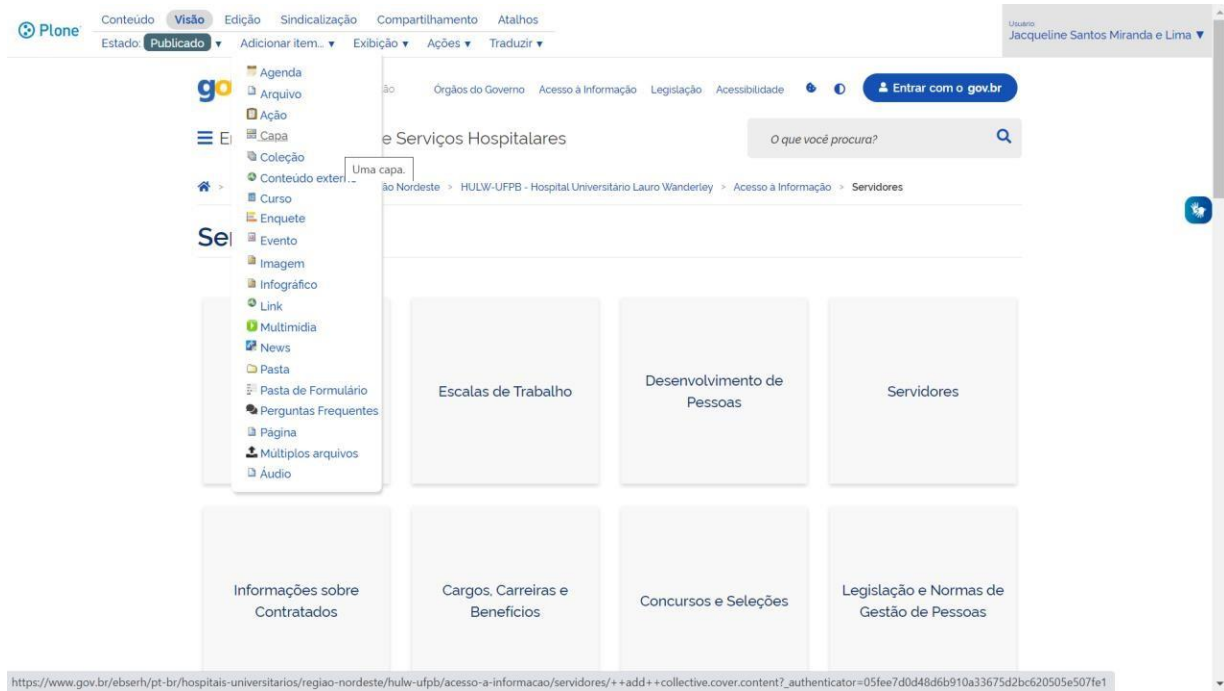 Plone
Conteúdo Visão Edição Sindicalização Compartilhamento Atalhos
Estado: Publicado ▼ Adicionar item… ▼ Exibição ▼ Ações ▼ Traduzir ▼
Usuário:
Jacqueline Santos Miranda e Lima ▼
Agenda
Arquivo
Ação
Capa
Coleção
Conteúdo externo
Curso
Enquete
Evento
Imagem
Infográfico
Link
Multimídia
News
Pasta
Pasta de Formulário
Perguntas Frequentes
Página
Múltiplos arquivos
Áudio
Uma capa.
go
Órgãos do Governo Acesso à Informação Legislação Acessibilidade
Entrar com o gov.br
e Serviços Hospitalares
O que você procura?
> ão Nordeste > HULW-UFPB - Hospital Universitário Lauro Wanderley > Acesso à Informação > Servidores
Se
Escalas de Trabalho
Desenvolvimento de
Pessoas
Servidores
Informações sobre
Contratados
Cargos, Carreiras e
Benefícios
Concursos e Seleções
Legislação e Normas de
Gestão de Pessoas
https://www.gov.br/ebserh/pt-br/hospitais-universitarios/regiao-nordeste/hulw-ufpb/acesso-a-informacao/servidores/++add++collective.cover.content?_authenticator=05fee7d0d48d6b910a33675d2bc620505e507fe1